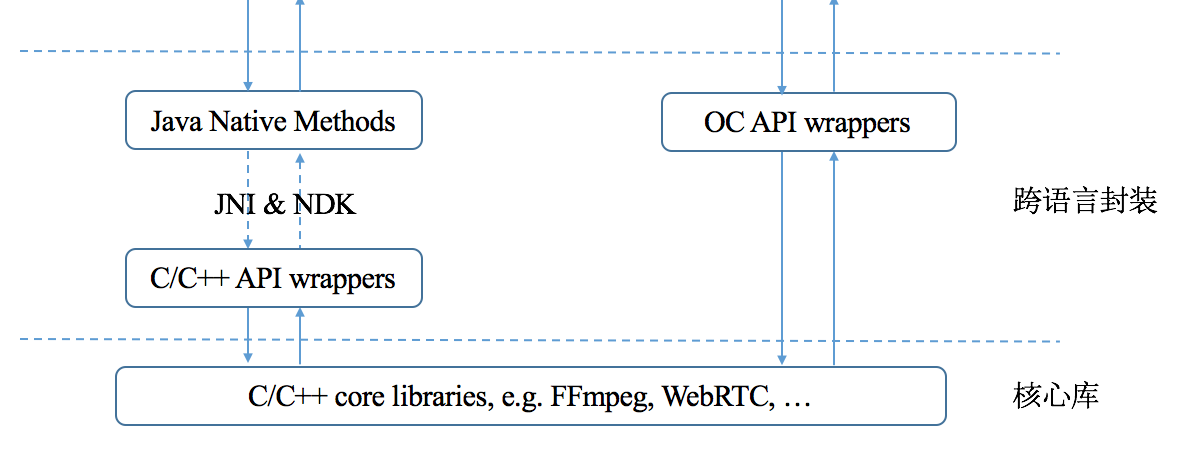 Java Native Methods
OC API wrappers
JNI & NDK
跨语言封装
C/C++ API wrappers
C/C++ core libraries, e.g. FFmpeg, WebRTC, …
核心库